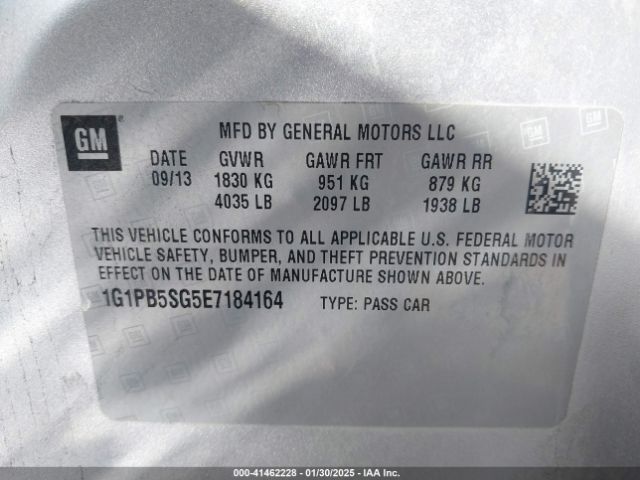 GM
MFD BY GENERAL MOTORS LLC
DATE GVWR GAWR FRT GAWR RR
09/13 1830 KG 951 KG 879 KG
4035 LB 2097 LB 1938 LB
THIS VEHICLE CONFORMS TO ALL APPLICABLE U.S. FEDERAL MOTOR
VEHICLE SAFETY, BUMPER, AND THEFT PREVENTION STANDARDS IN
EFFECT ON THE DATE OF MANUFACTURE SHOWN ABOVE.
1G1PB5SG5E7184164 TYPE: PASS CAR
000-41462228 - 01/30/2025 - IAA Inc.